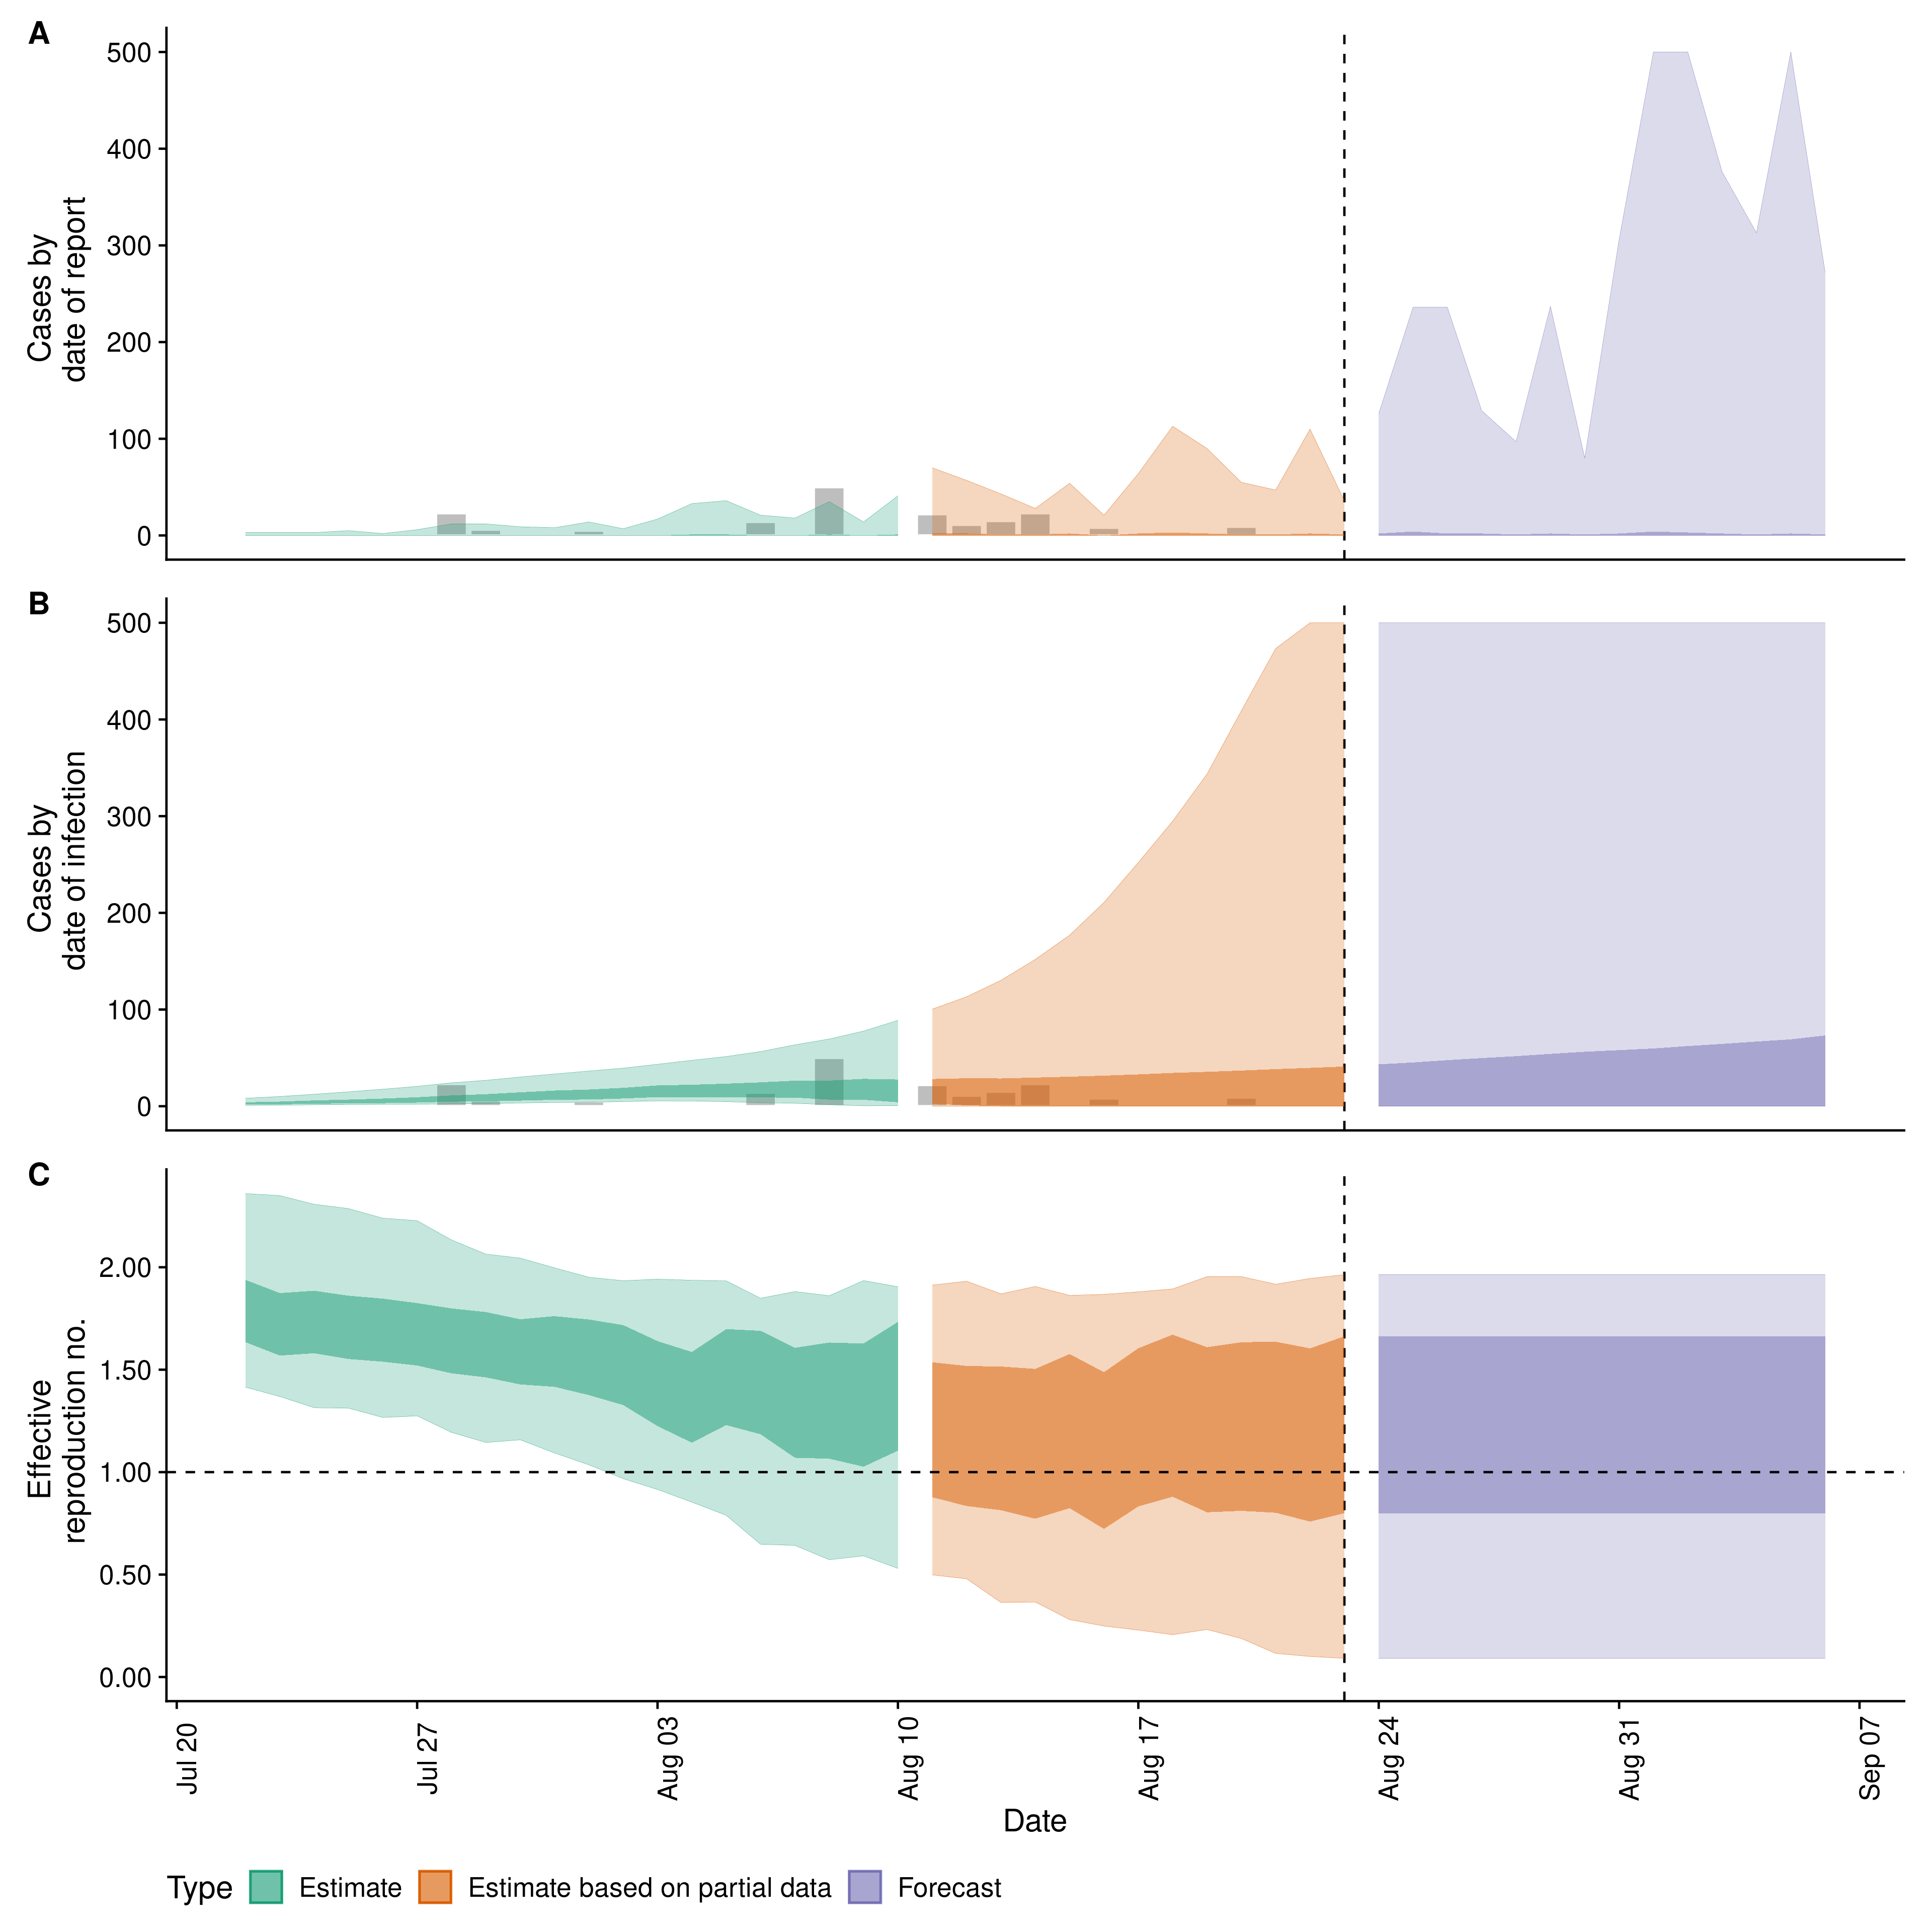 A
500
400
300
200
100
0
Cases by
date of report
B
500
400
300
200
100
0
Cases by
date of infection
C
2.00
1.50
1.00
0.50
0.00
Effective
reproduction no.
Jul 20
Jul 27
Aug 03
Aug 10
Aug 17
Aug 24
Aug 31
Sep 07
Date
Type
Estimate
Estimate based on partial data
Forecast